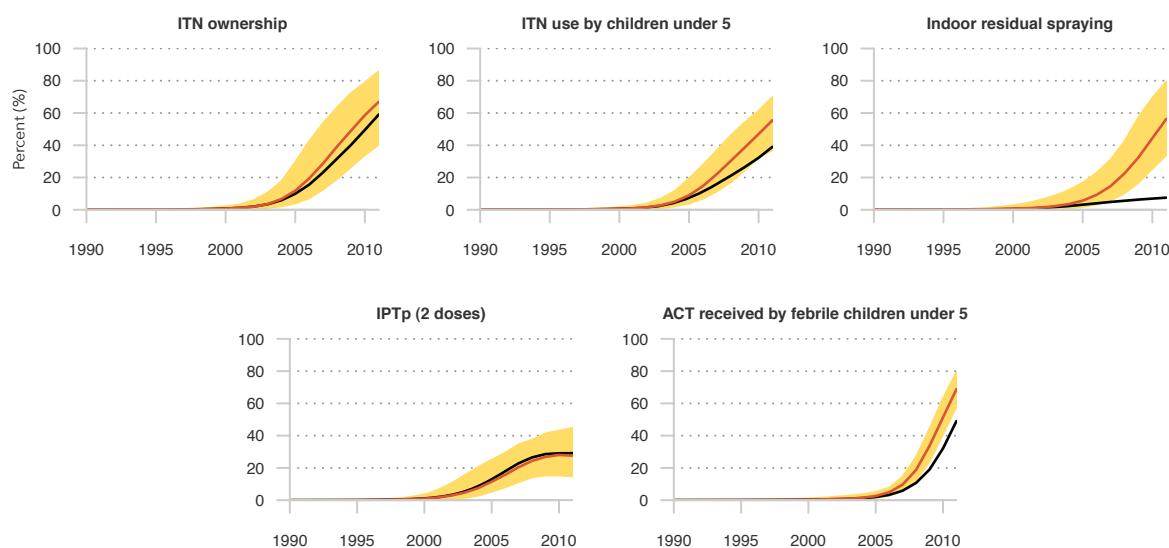 ITN ownership
ITN use by children under 5
Indoor residual spraying
Percent (%)
100
80
60
40
20
0
1990 1995 2000 2005 2010
100
80
60
40
20
0
1990 1995 2000 2005 2010
100
80
60
40
20
0
1990 1995 2000 2005 2010
IPTp (2 doses)
ACT received by febrile children under 5
100
80
60
40
20
0
1990 1995 2000 2005 2010
100
80
60
40
20
0
1990 1995 2000 2005 2010